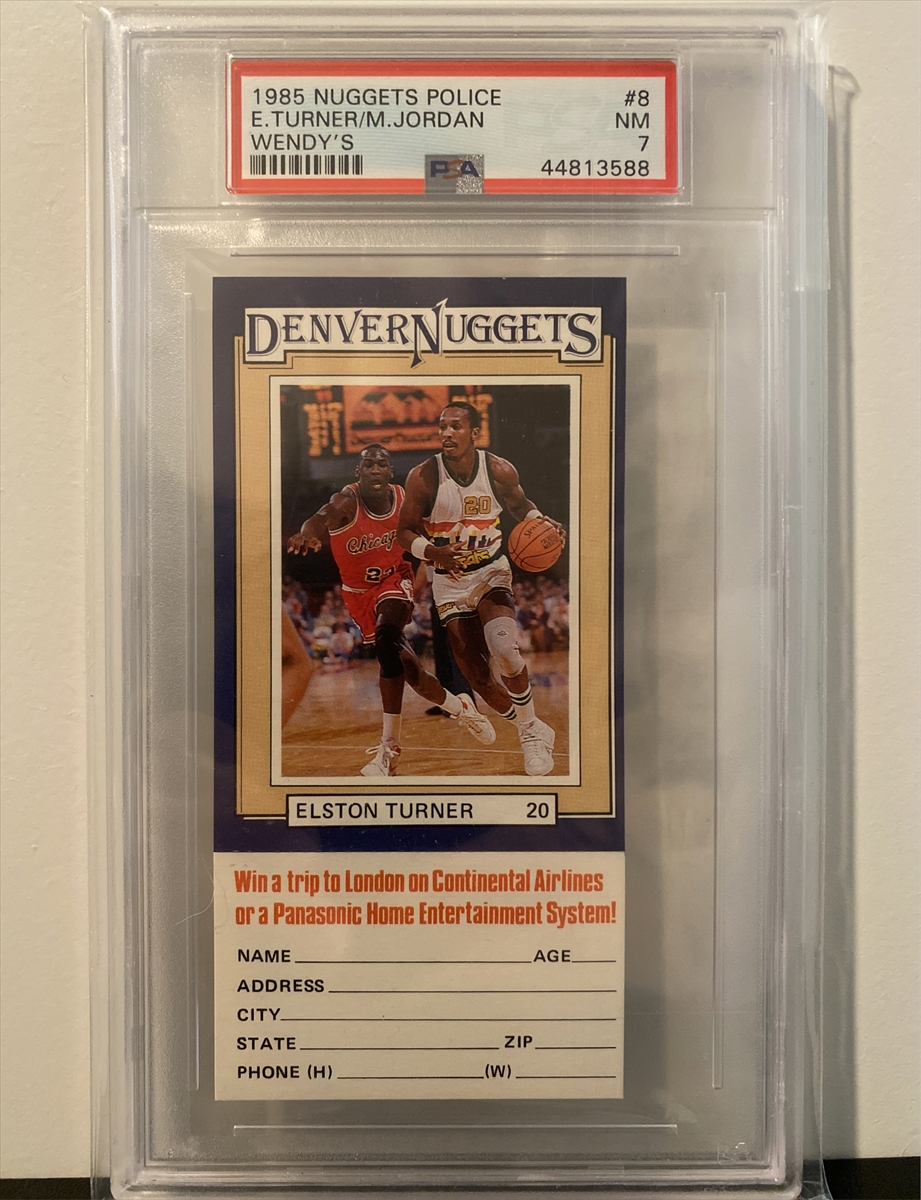 1985 NUGGETS POLICE #8
E.TURNER/M.JORDAN NM
WENDY'S 7
PSA 44813588
DENVER NUGGETS
Chicago
20
ELSTON TURNER 20
Win a trip to London on Continental Airlines
or a Panasonic Home Entertainment System!
NAME AGE
ADDRESS
CITY
STATE ZIP
PHONE (H) (W)